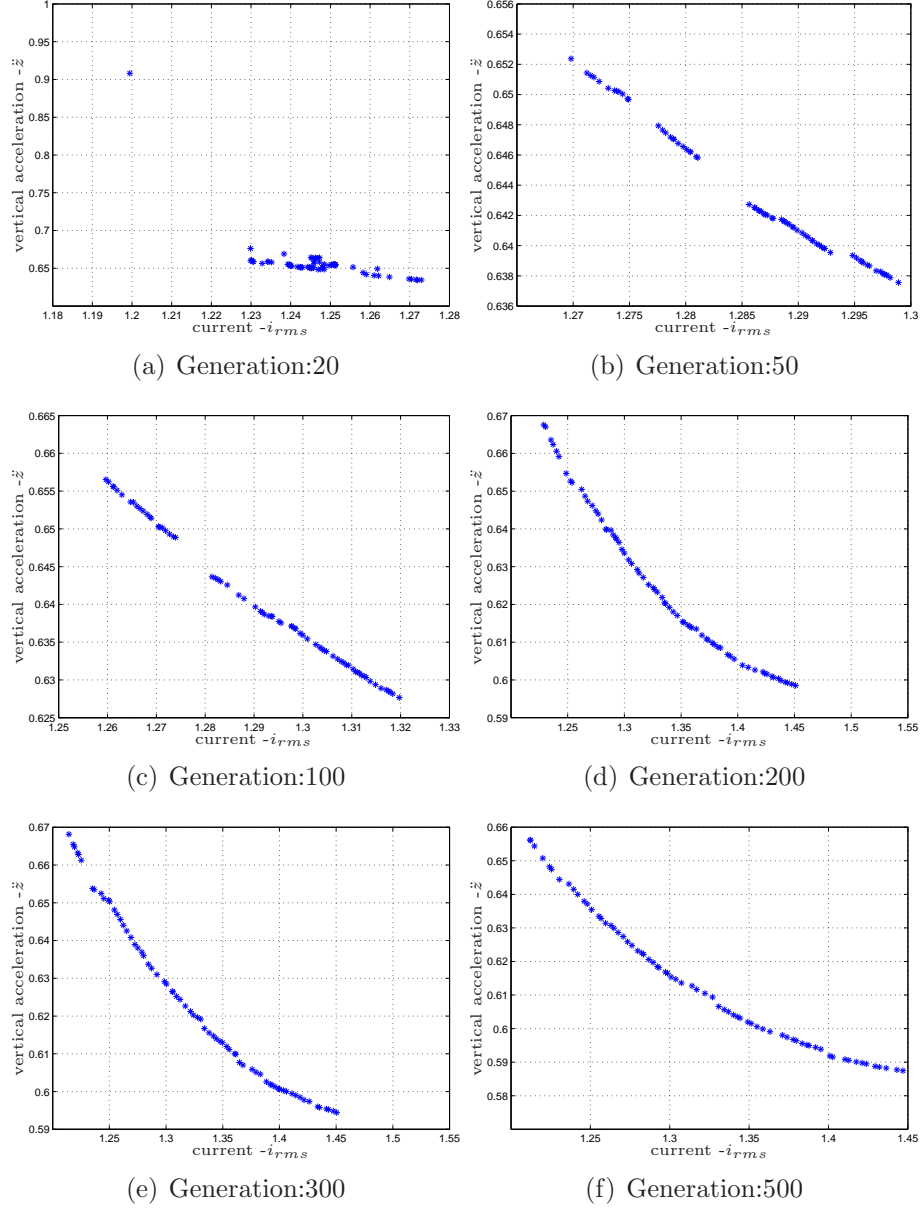 1
0.95
0.9
0.85
0.8
0.75
0.7
0.65
vertical acceleration -z̈
1.18 1.19 1.2 1.21 1.22 1.23 1.24 1.25 1.26 1.27 1.28
current -i_rms
(a) Generation:20
0.656
0.654
0.652
0.650
0.648
0.646
0.644
0.642
0.64
0.638
0.636
vertical acceleration -z̈
1.27 1.275 1.28 1.285 1.29 1.295 1.3
current -i_rms
(b) Generation:50
0.665
0.66
0.655
0.65
0.645
0.64
0.635
0.63
0.625
vertical acceleration -z̈
1.25 1.26 1.27 1.28 1.29 1.30 1.31 1.32 1.33
current -i_rms
(c) Generation:100
0.67
0.66
0.65
0.64
0.63
0.62
0.61
0.6
0.59
vertical acceleration -z̈
1.25 1.3 1.35 1.4 1.45 1.5 1.55
current -i_rms
(d) Generation:200
0.67
0.66
0.65
0.64
0.63
0.62
0.61
0.6
0.59
vertical acceleration -z̈
1.25 1.3 1.35 1.4 1.45 1.5 1.55
current -i_rms
(e) Generation:300
0.66
0.65
0.64
0.63
0.62
0.61
0.6
0.59
0.58
vertical acceleration -z̈
1.25 1.3 1.35 1.4 1.45
current -i_rms
(f) Generation:500